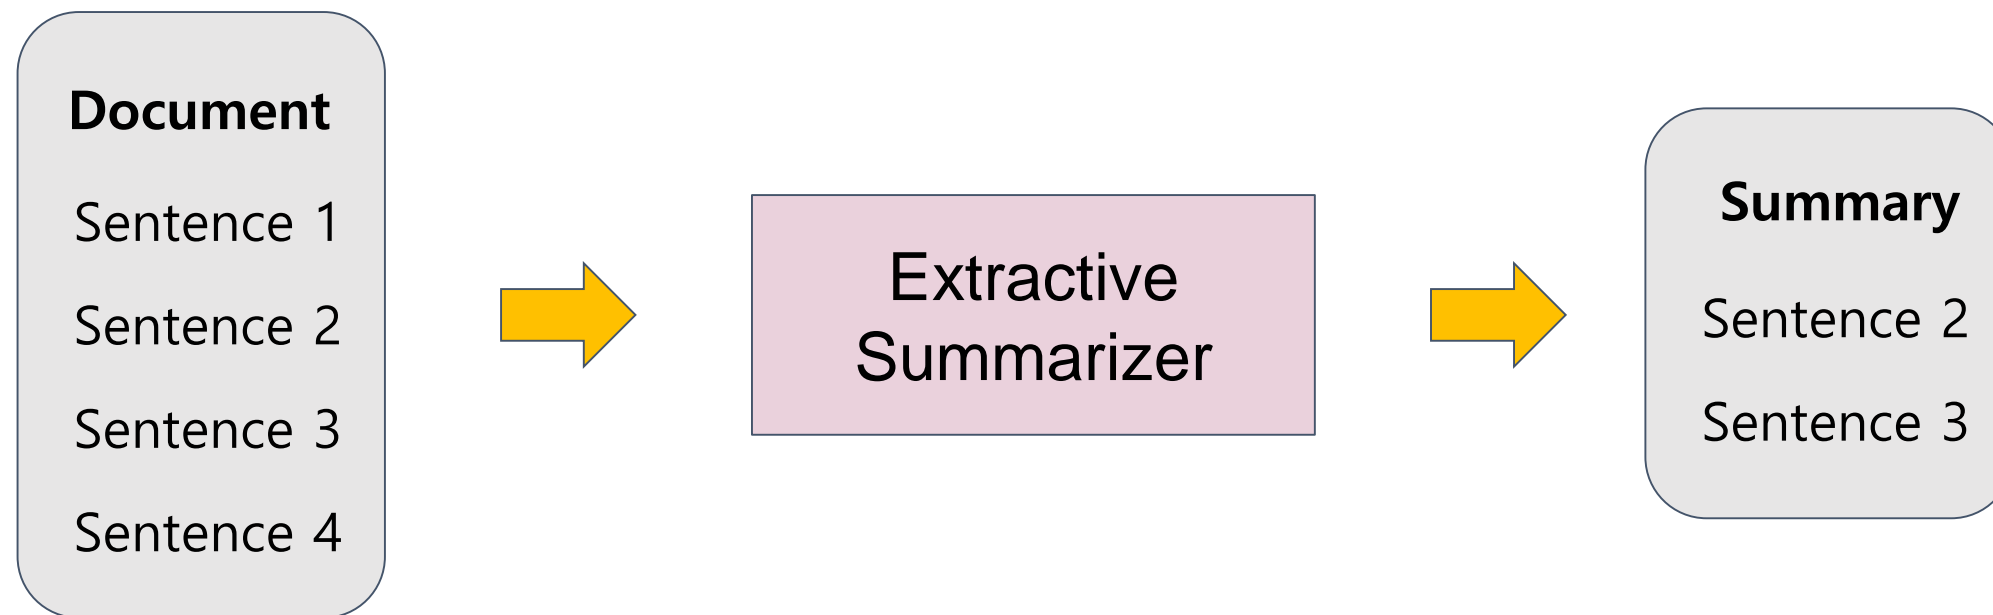 Document
Sentence 1
Sentence 2
Sentence 3
Sentence 4
Extractive
Summarizer
Summary
Sentence 2
Sentence 3